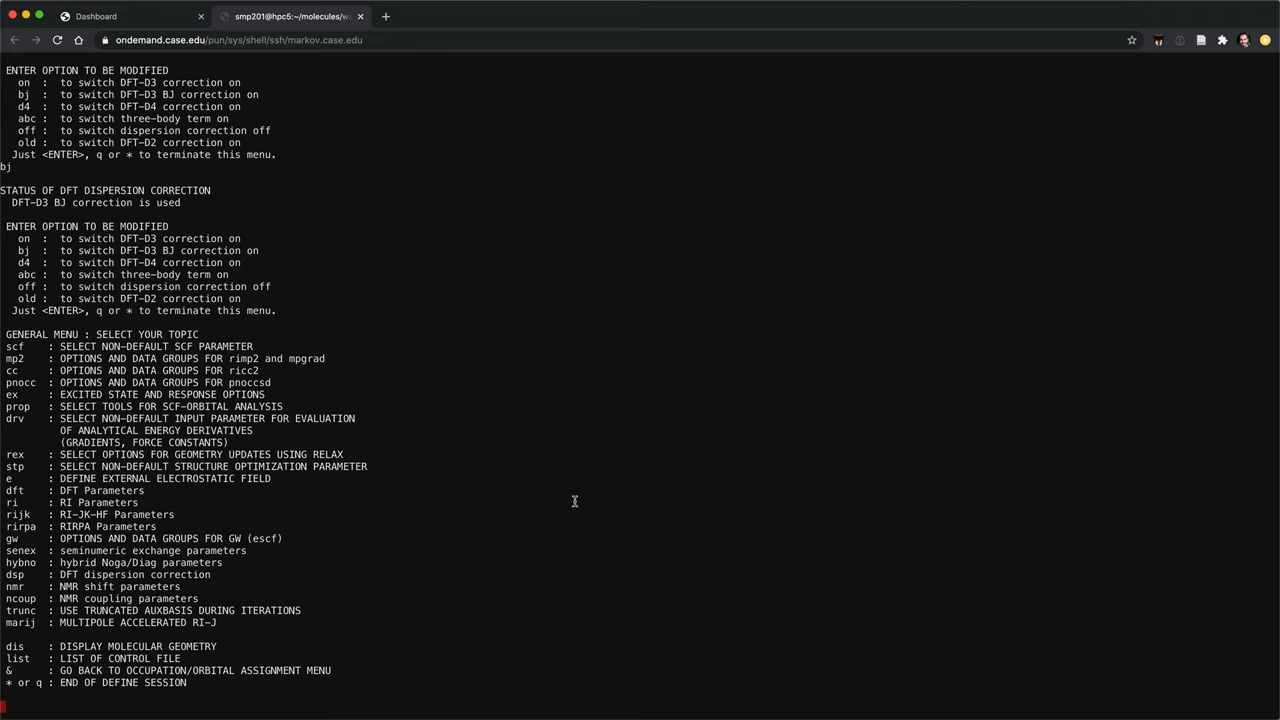 Dashboard
smp201@hpc5:~/molecules/w
ondemand.case.edu/pun/sys/shell/ssh/markov.case.edu
ENTER OPTION TO BE MODIFIED
on : to switch DFT-D3 correction on
bj : to switch DFT-D3 BJ correction on
d4 : to switch DFT-D4 correction on
abc : to switch three-body term on
off : to switch dispersion correction off
old : to switch DFT-D2 correction on
Just <ENTER>, q or * to terminate this menu.
bj
STATUS OF DFT DISPERSION CORRECTION
DFT-D3 BJ correction is used
ENTER OPTION TO BE MODIFIED
on : to switch DFT-D3 correction on
bj : to switch DFT-D3 BJ correction on
d4 : to switch DFT-D4 correction on
abc : to switch three-body term on
off : to switch dispersion correction off
old : to switch DFT-D2 correction on
Just <ENTER>, q or * to terminate this menu.
GENERAL MENU : SELECT YOUR TOPIC
scf : SELECT NON-DEFAULT SCF PARAMETER
mp2 : OPTIONS AND DATA GROUPS FOR rimp2 and mpgrad
cc : OPTIONS AND DATA GROUPS FOR ricc2
pnocc : OPTIONS AND DATA GROUPS FOR pnoccsd
ex : EXCITED STATE AND RESPONSE OPTIONS
prop : SELECT TOOLS FOR SCF-ORBITAL ANALYSIS
drv : SELECT NON-DEFAULT INPUT PARAMETER FOR EVALUATION
OF ANALYTICAL ENERGY DERIVATIVES
(GRADIENTS, FORCE CONSTANTS)
rex : SELECT OPTIONS FOR GEOMETRY UPDATES USING RELAX
stp : SELECT NON-DEFAULT STRUCTURE OPTIMIZATION PARAMETER
e : DEFINE EXTERNAL ELECTROSTATIC FIELD
dft : DFT Parameters
ri : RI Parameters
rijk : RI-JK-HF Parameters
rirpa : RIRPA Parameters
gw : OPTIONS AND DATA GROUPS FOR GW (escf)
senex : seminumeric exchange parameters
hybno : hybrid Noga/Diag parameters
dsp : DFT dispersion correction
nmr : NMR shift parameters
ncoup : NMR coupling parameters
trunc : USE TRUNCATED AUXBASIS DURING ITERATIONS
marij : MULTIPOLE ACCELERATED RI-J
dis : DISPLAY MOLECULAR GEOMETRY
list : LIST OF CONTROL FILE
& : GO BACK TO OCCUPATION/ORBITAL ASSIGNMENT MENU
* or q : END OF DEFINE SESSION